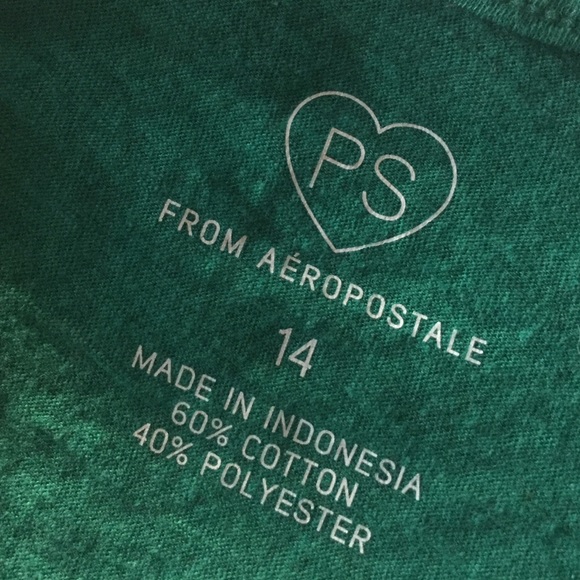 PS
FROM AÉROPOSTALE
14
MADE IN INDONESIA
60% COTTON
40% POLYESTER